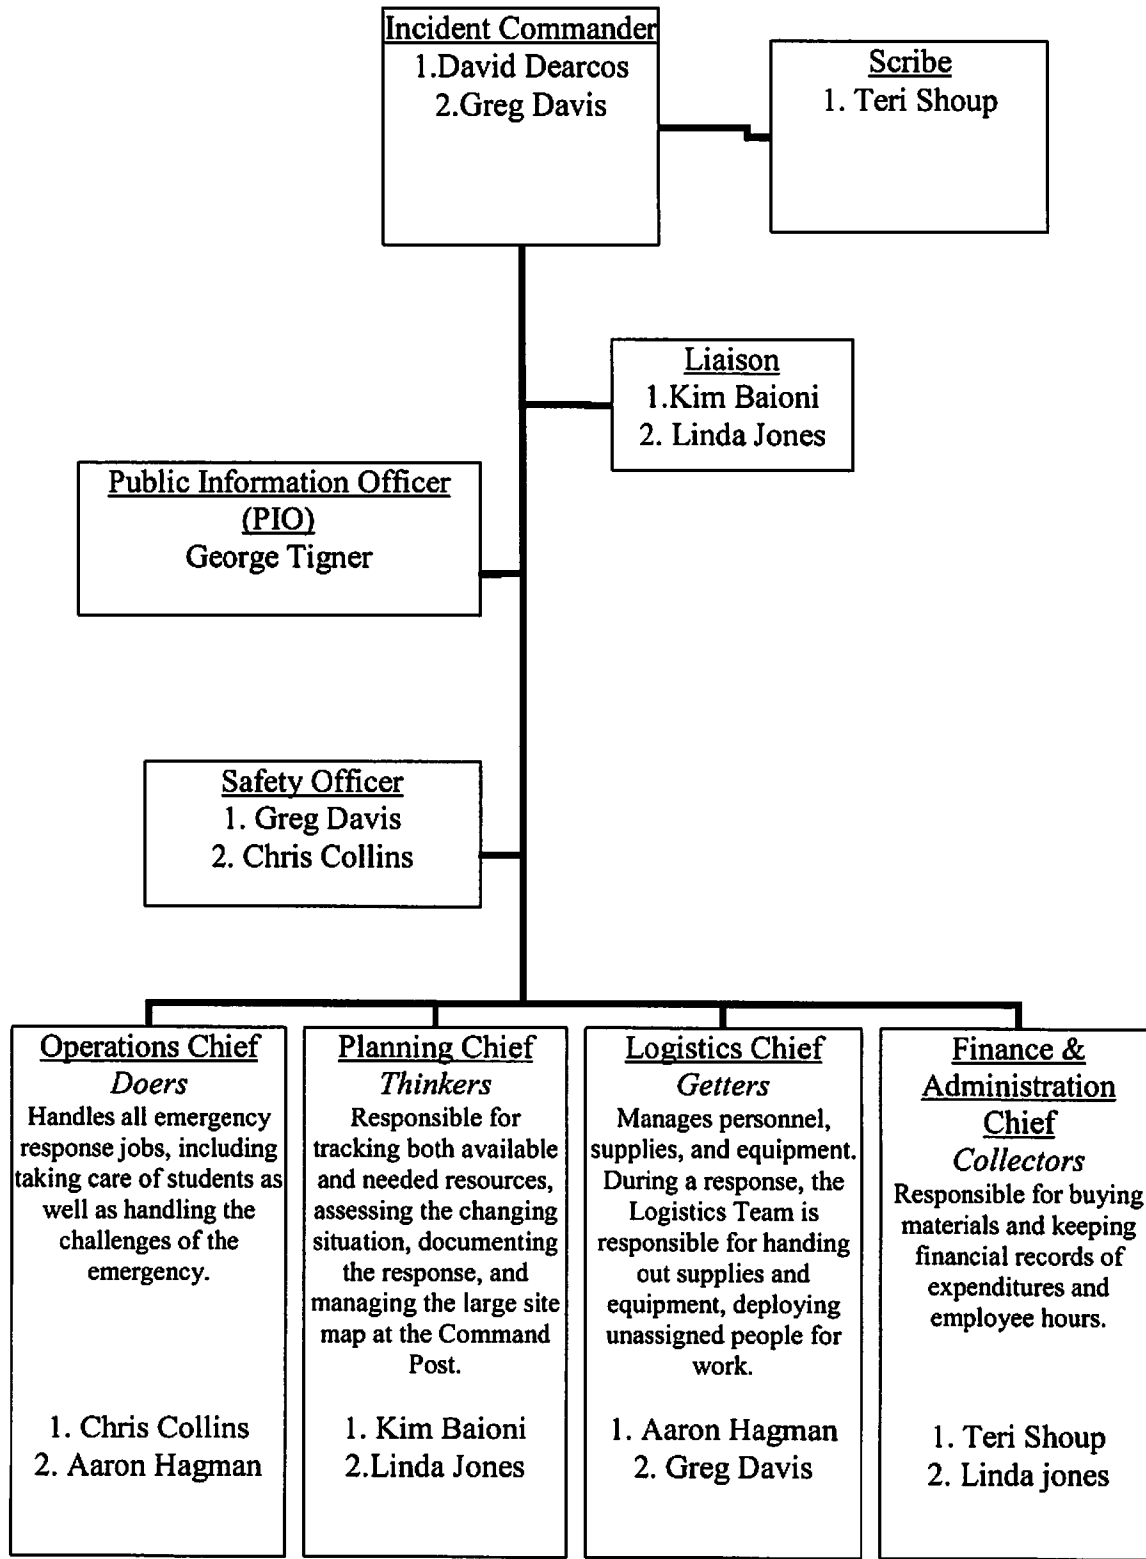 Incident Commander
1.David Dearcos
2.Greg Davis
Scribe
1. Teri Shoup
Liaison
1.Kim Baioni
2. Linda Jones
Public Information Officer
(PIO)
George Tigner
Safety Officer
1. Greg Davis
2. Chris Collins
Operations Chief
Doers
Handles all emergency
response jobs, including
taking care of students as
well as handling the
challenges of the
emergency.
1. Chris Collins
2. Aaron Hagman
Planning Chief
Thinkers
Responsible for
tracking both available
and needed resources,
assessing the changing
situation, documenting
the response, and
managing the large site
map at the Command
Post.
1. Kim Baioni
2.Linda Jones
Logistics Chief
Getters
Manages personnel,
supplies, and equipment.
During a response, the
Logistics Team is
responsible for handing
out supplies and
equipment, deploying
unassigned people for
work.
1. Aaron Hagman
2. Greg Davis
Finance &
Administration
Chief
Collectors
Responsible for buying
materials and keeping
financial records of
expenditures and
employee hours.
1. Teri Shoup
2. Linda jones